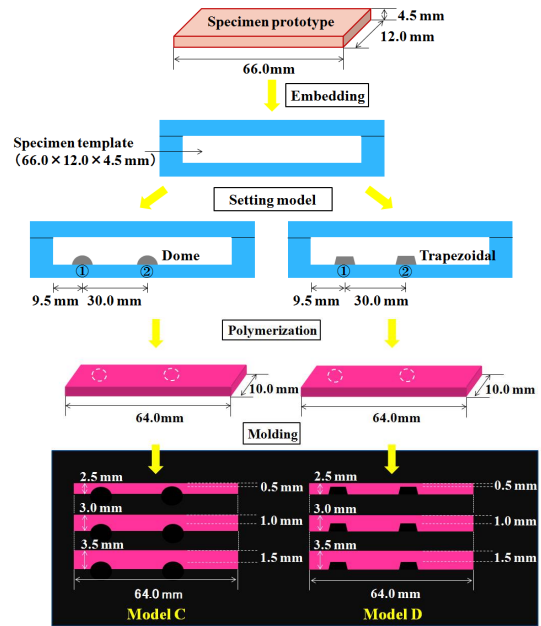 Specimen prototype
4.5 mm
12.0 mm
66.0mm
Embedding
Specimen template
(66.0×12.0×4.5 mm)
Setting model
① ② Dome
① ② Trapezoidal
9.5 mm 30.0 mm
9.5 mm 30.0 mm
Polymerization
10.0 mm
10.0 mm
64.0mm
64.0mm
Molding
2.5 mm
0.5 mm
3.0 mm
1.0 mm
3.5 mm
1.5 mm
64.0 mm
Model C
2.5 mm
0.5 mm
3.0 mm
1.0 mm
3.5 mm
1.5 mm
64.0 mm
Model D